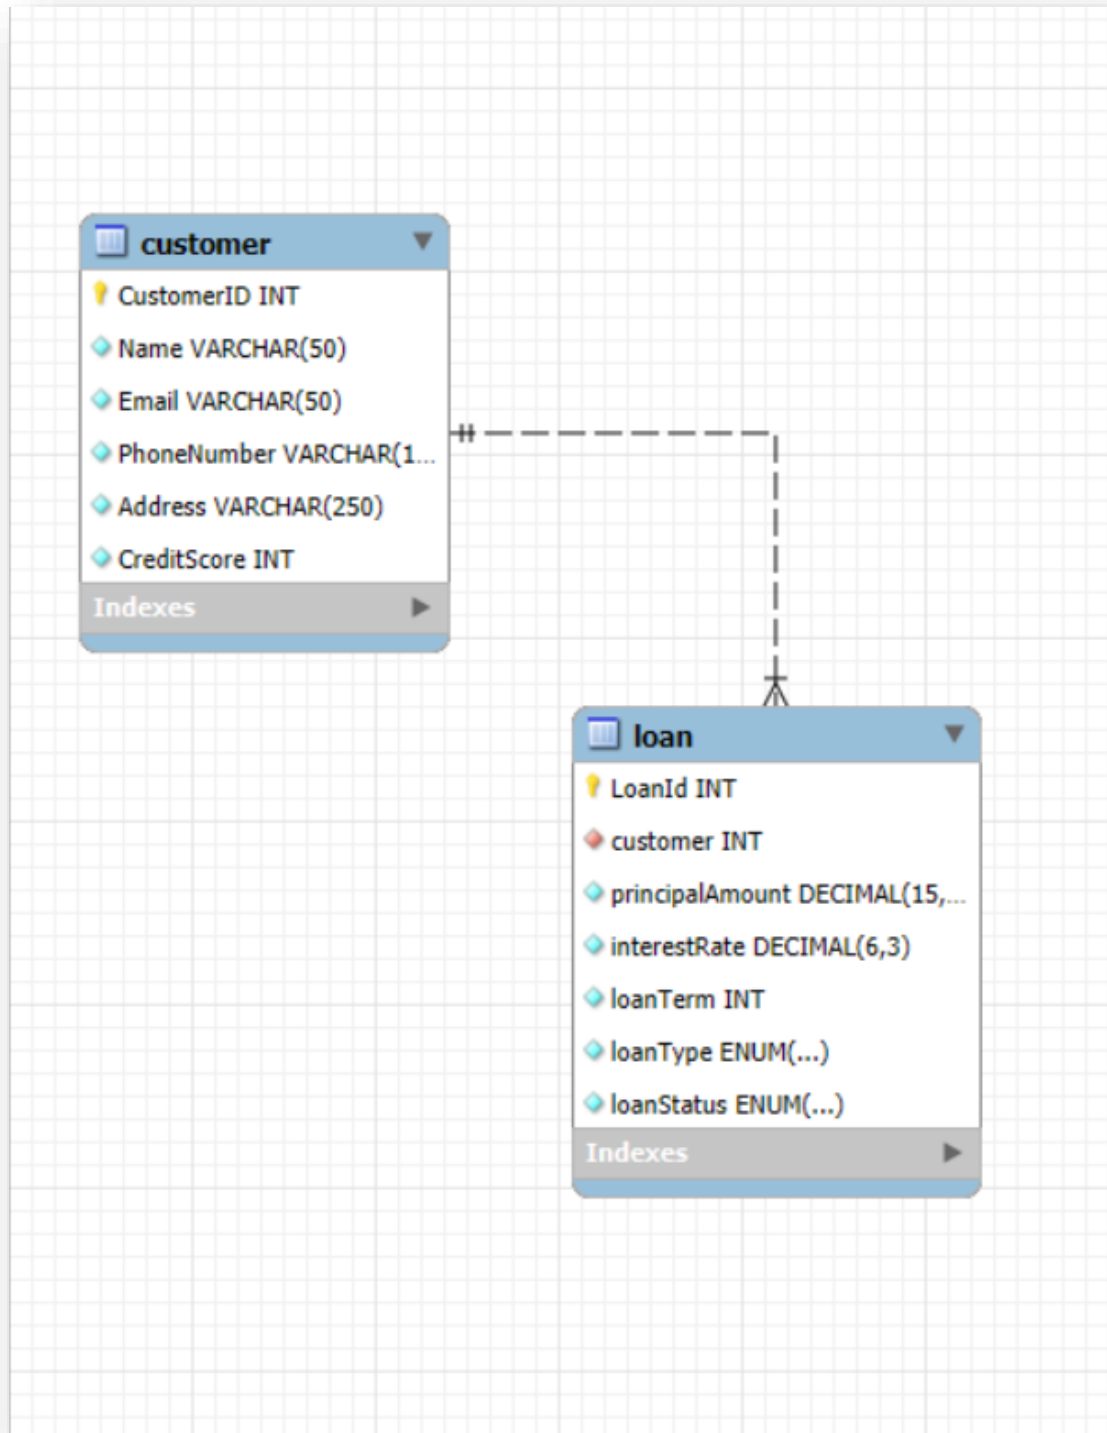 customer
CustomerID INT
Name VARCHAR(50)
Email VARCHAR(50)
PhoneNumber VARCHAR(1...
Address VARCHAR(250)
CreditScore INT
Indexes
loan
LoanId INT
customer INT
principalAmount DECIMAL(15,...
interestRate DECIMAL(6,3)
loanTerm INT
loanType ENUM(...)
loanStatus ENUM(...)
Indexes